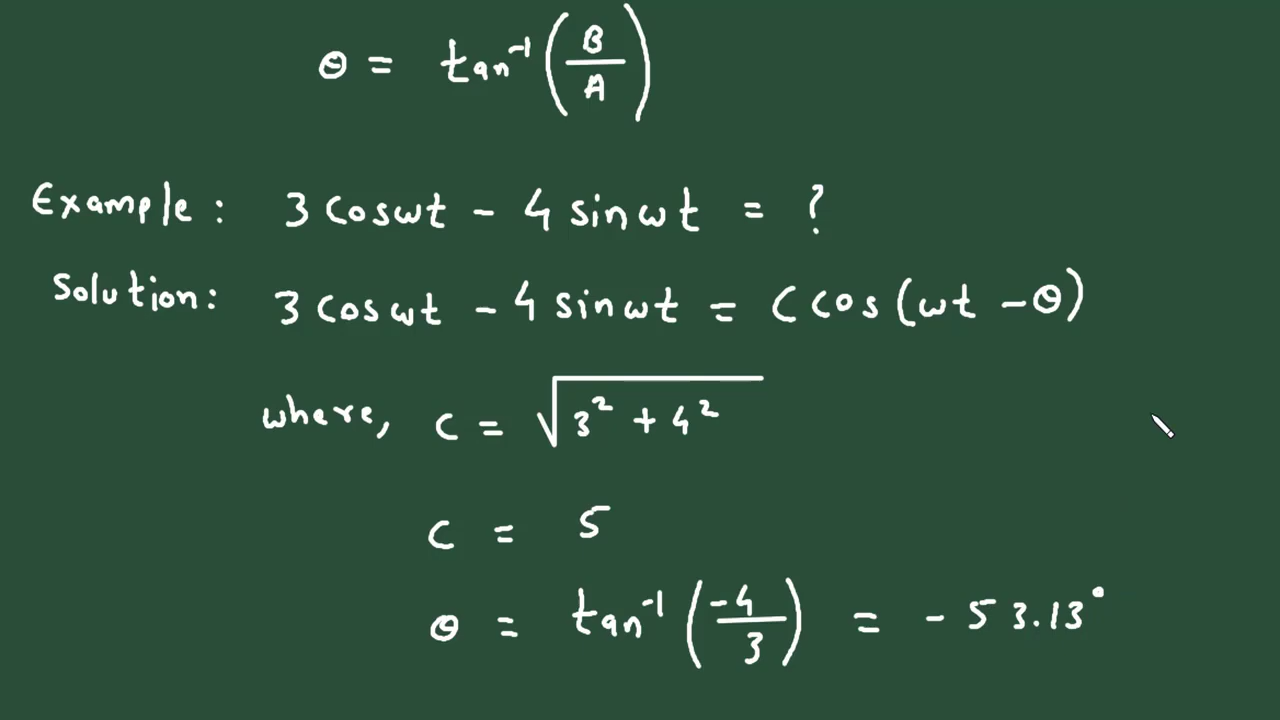 θ = tan⁻¹(B/A)
Example: 3 cosωt - 4 sinωt = ?
Solution: 3 cosωt - 4 sinωt = C cos(ωt - θ)
where, C = √(3² + 4²)
C = 5
θ = tan⁻¹(-4/3) = -53.13°